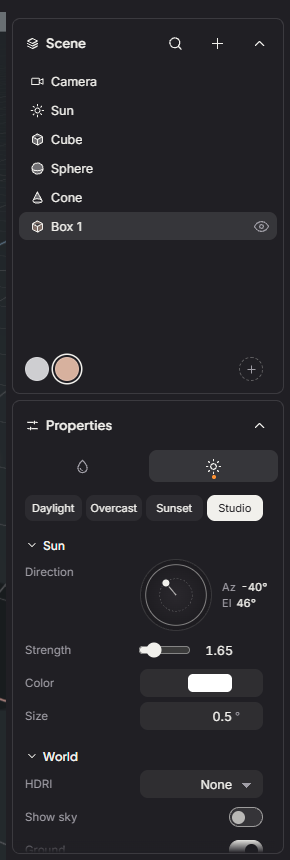 Scene
Camera
Sun
Cube
Sphere
Cone
Box 1
Properties
Daylight Overcast Sunset Studio
Sun
Direction
Az -40°
El 46°
Strength 1.65
Color
Size 0.5 °
World
HDRI None
Show sky
Ground